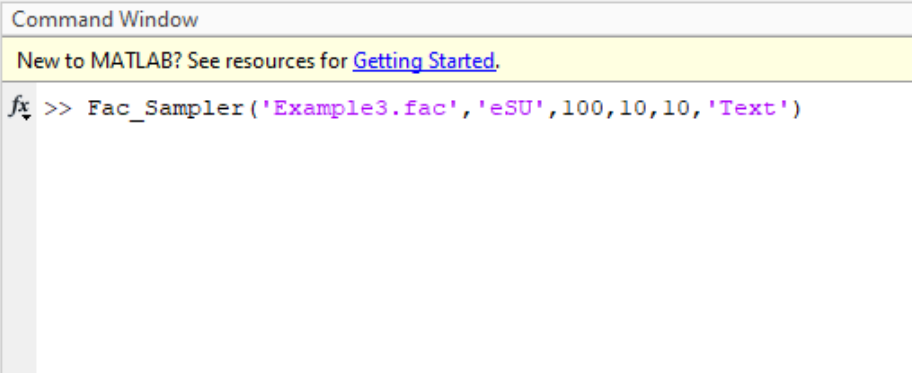 Command Window
New to MATLAB? See resources for Getting Started.
fx >> Fac_Sampler('Example3.fac','eSU',100,10,10,'Text')